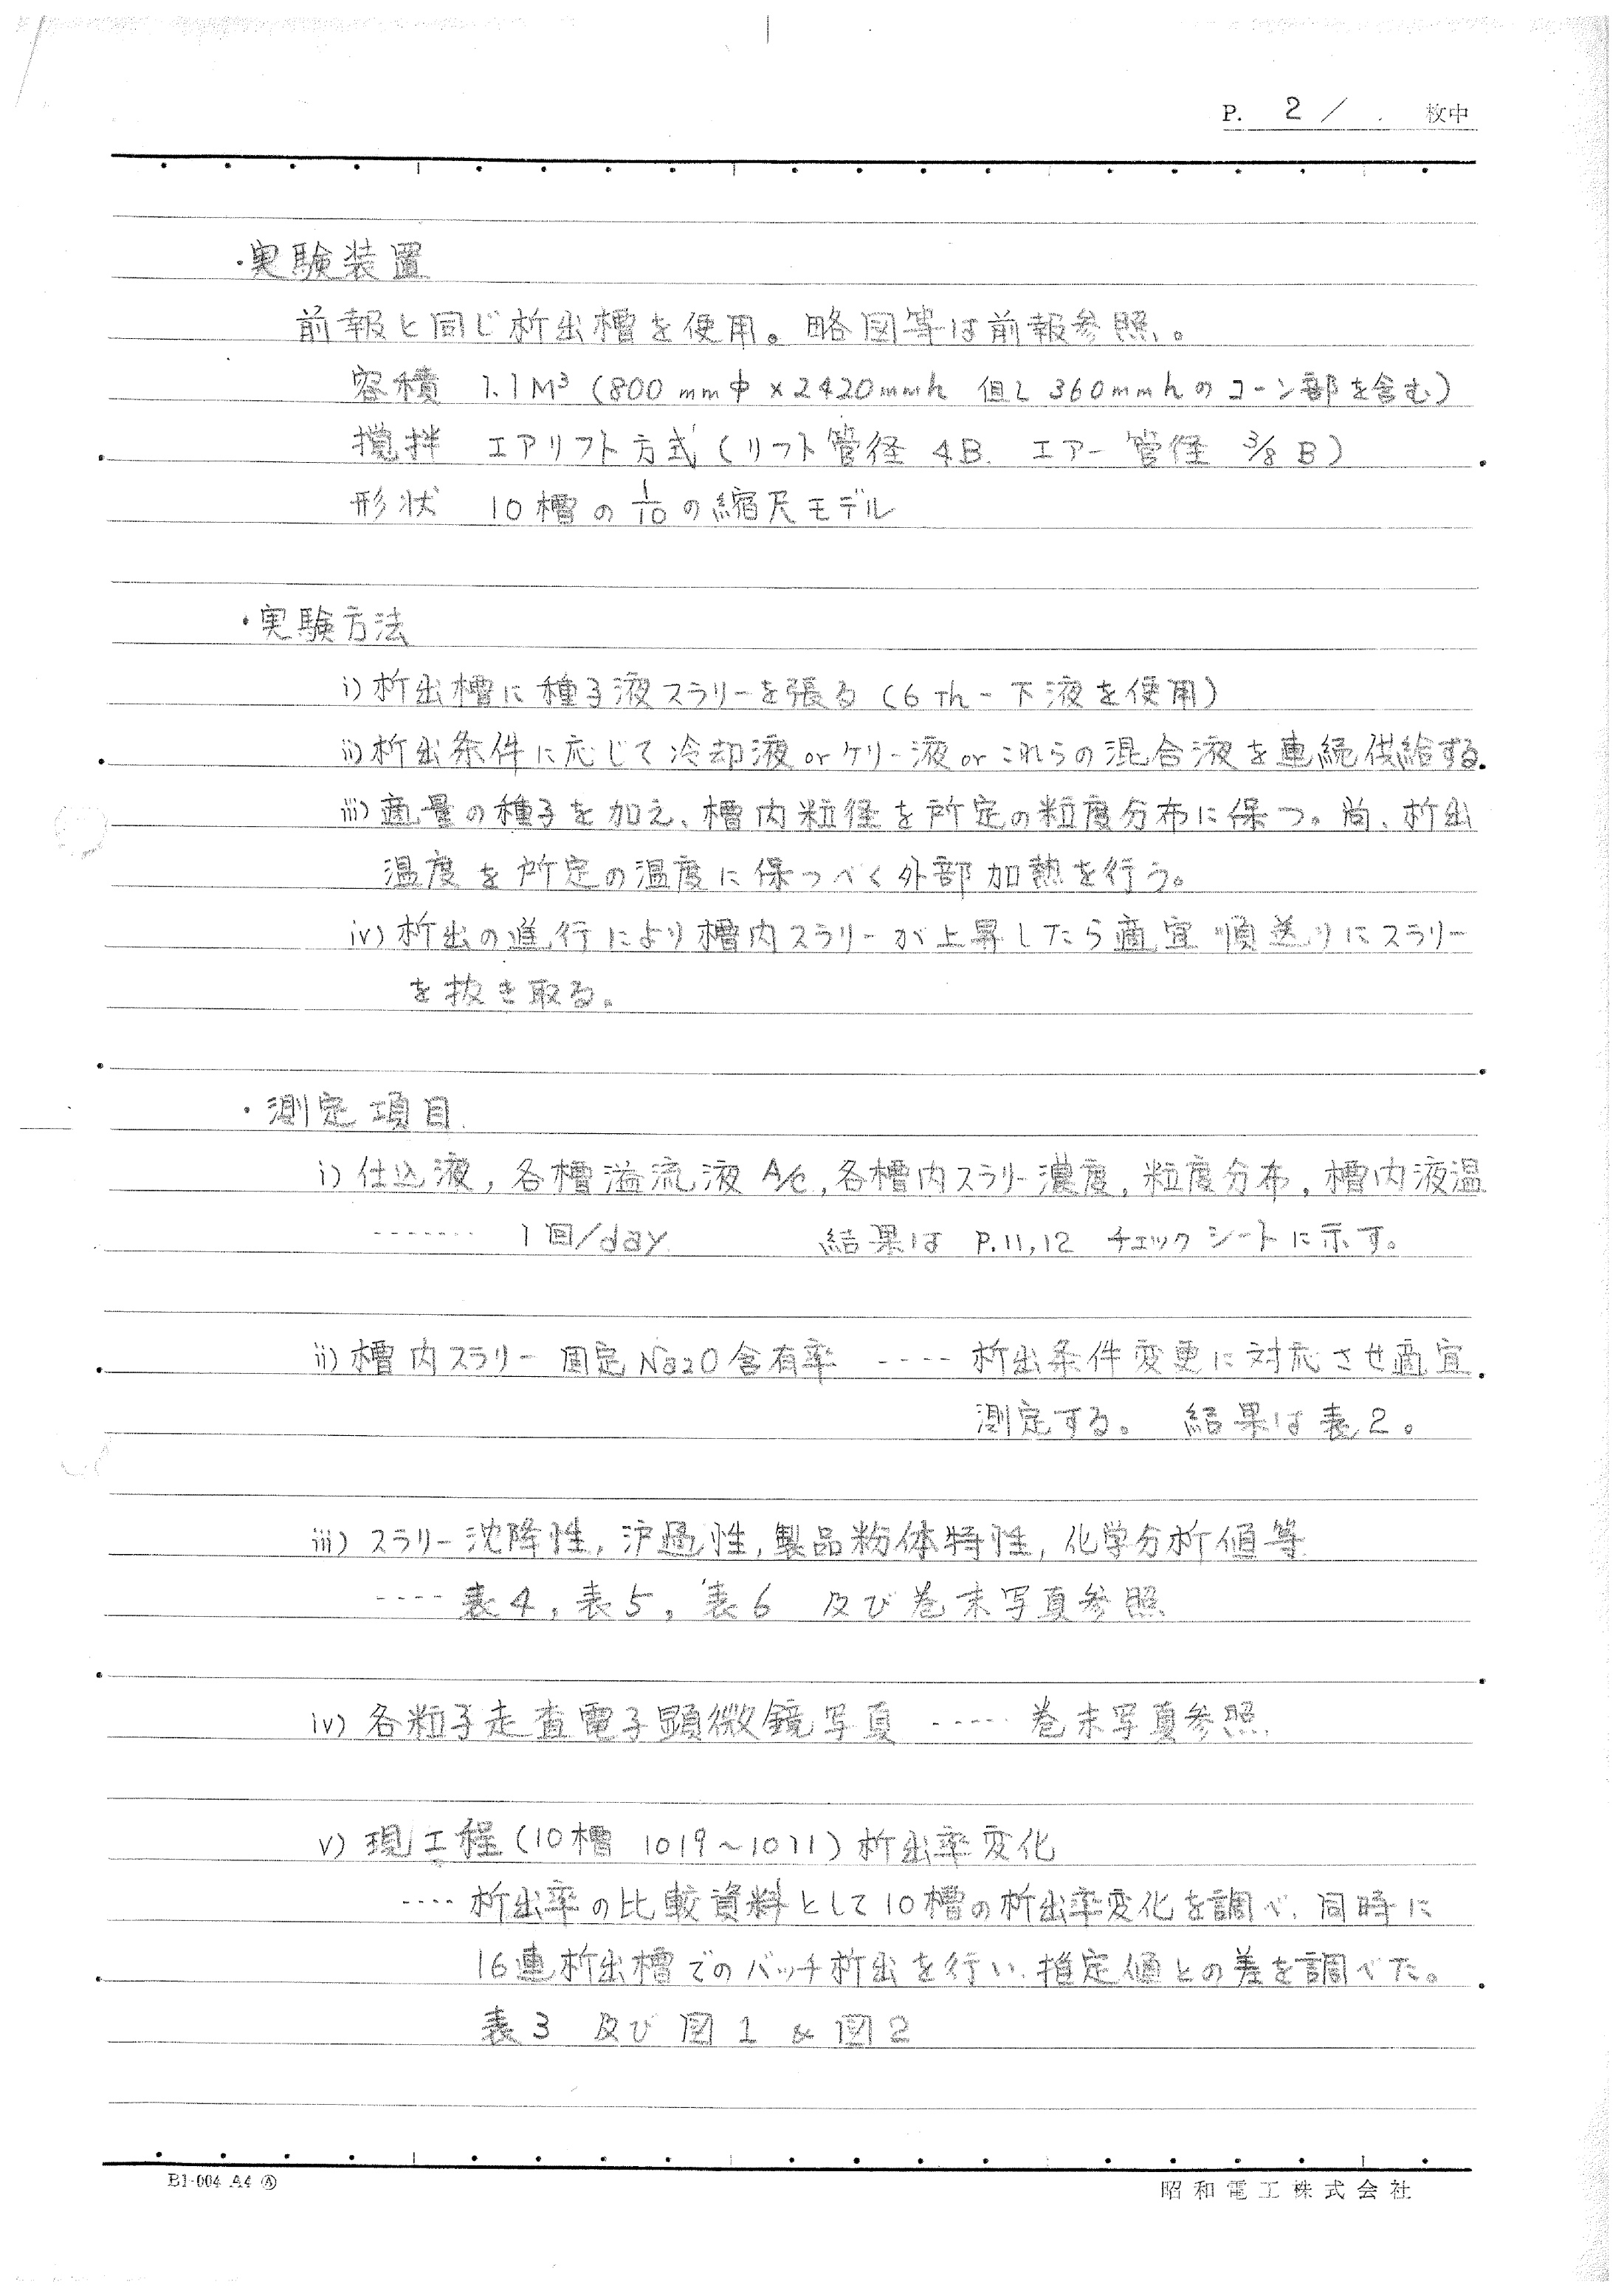 P. 2 / 枚中
・実験装置
前報と同じ析出槽を使用。略図等は前報参照。
容積 1.1M³ (800mmφ×2420mmh 但し360mmhのコーン部を含む)
撹拌 エアリフト方式(リフト管径 4B. エアー管径 3/8 B)
形状 10槽の1/10の縮尺モデル
・実験方法
i) 析出槽に種子液スラリーを張る(6Th-下液を使用)
ii) 析出条件に応じて冷却液orケリー液orこれらの混合液を連続供給する.
iii) 適量の種子を加え、槽内粒径を所定の粒度分布に保つ。尚、析出
温度を所定の温度に保つべく外部加熱を行う。
iv) 析出の進行により槽内スラリーが上昇したら適宜順送りにスラリー
を抜き取る。
・測定項目
i) 仕込液, 各槽溢流液A/C, 各槽内スラリー濃度, 粒度分布, 槽内液温
------- 1回/day. 結果は P.11,12 チェックシートに示す。
ii) 槽内スラリー固定Na2O含有率 ---- 析出条件変更に対応させ適宜
測定する。 結果は表2。
iii) スラリー沈降性, 沪過性, 製品粉体特性, 化学分析値等
---- 表4, 表5, 表6 及び巻末写真参照
iv) 各粒子走査電子顕微鏡写真 ----- 巻末写真参照.
v) 現工程(10槽 1019~1011)析出率変化
---- 析出率の比較資料として10槽の析出率変化を調べ、同時に
16連析出槽でのバッチ析出を行い、推定値との差を調べた。
表3 及び 図1 & 図2
B1-004 A4 Ⓐ
昭和電工株式会社